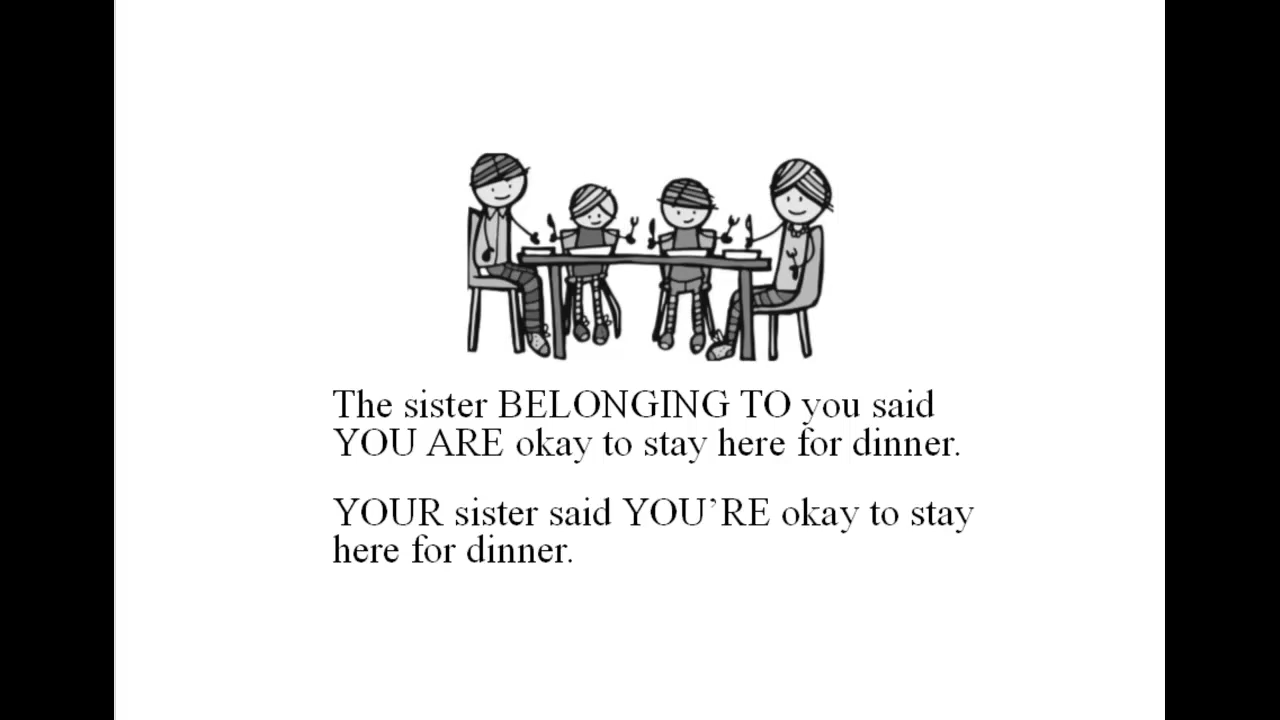 The sister BELONGING TO you said
YOU ARE okay to stay here for dinner.
YOUR sister said YOU’RE okay to stay
here for dinner.